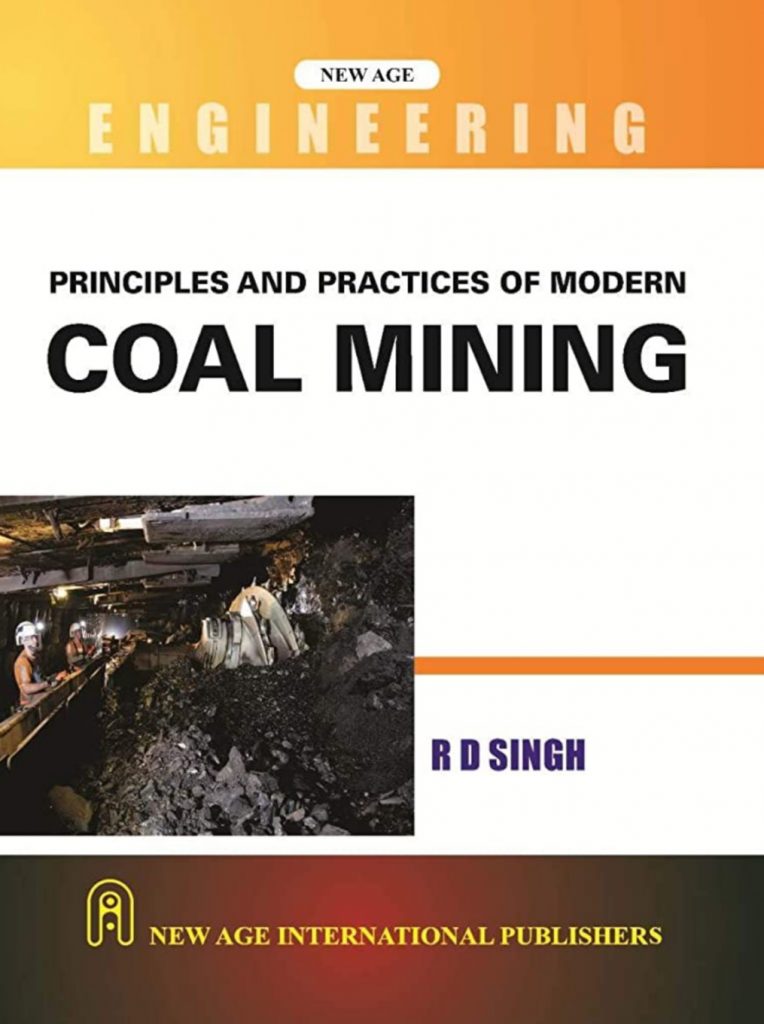 NEW AGE
ENGINEERING
PRINCIPLES AND PRACTICES OF MODERN
COAL MINING
R D SINGH
NEW AGE INTERNATIONAL PUBLISHERS